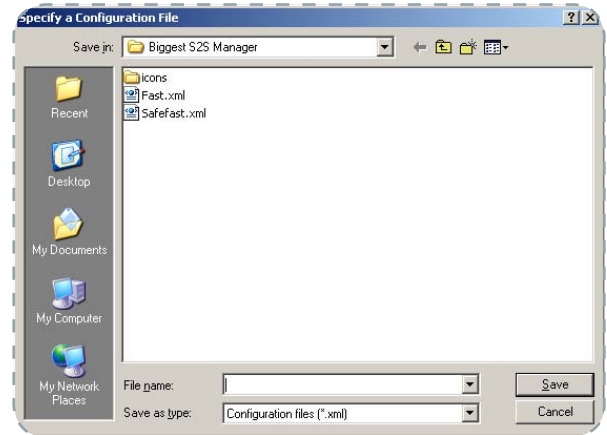 Specify a Configuration File
Save in:
Biggest S2S Manager
icons
Fast.xml
Safefast.xml
Recent
Desktop
My Documents
My Computer
My Network
Places
File name:
Save
Save as type:
Configuration files (*.xml)
Cancel